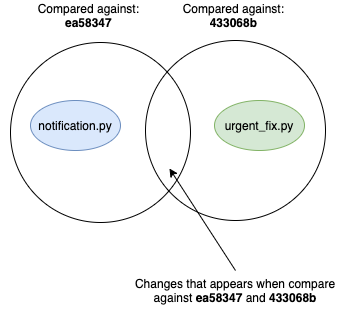 Compared against:
ea58347
Compared against:
433068b
notification.py
urgent_fix.py
Changes that appears when compare
against ea58347 and 433068b